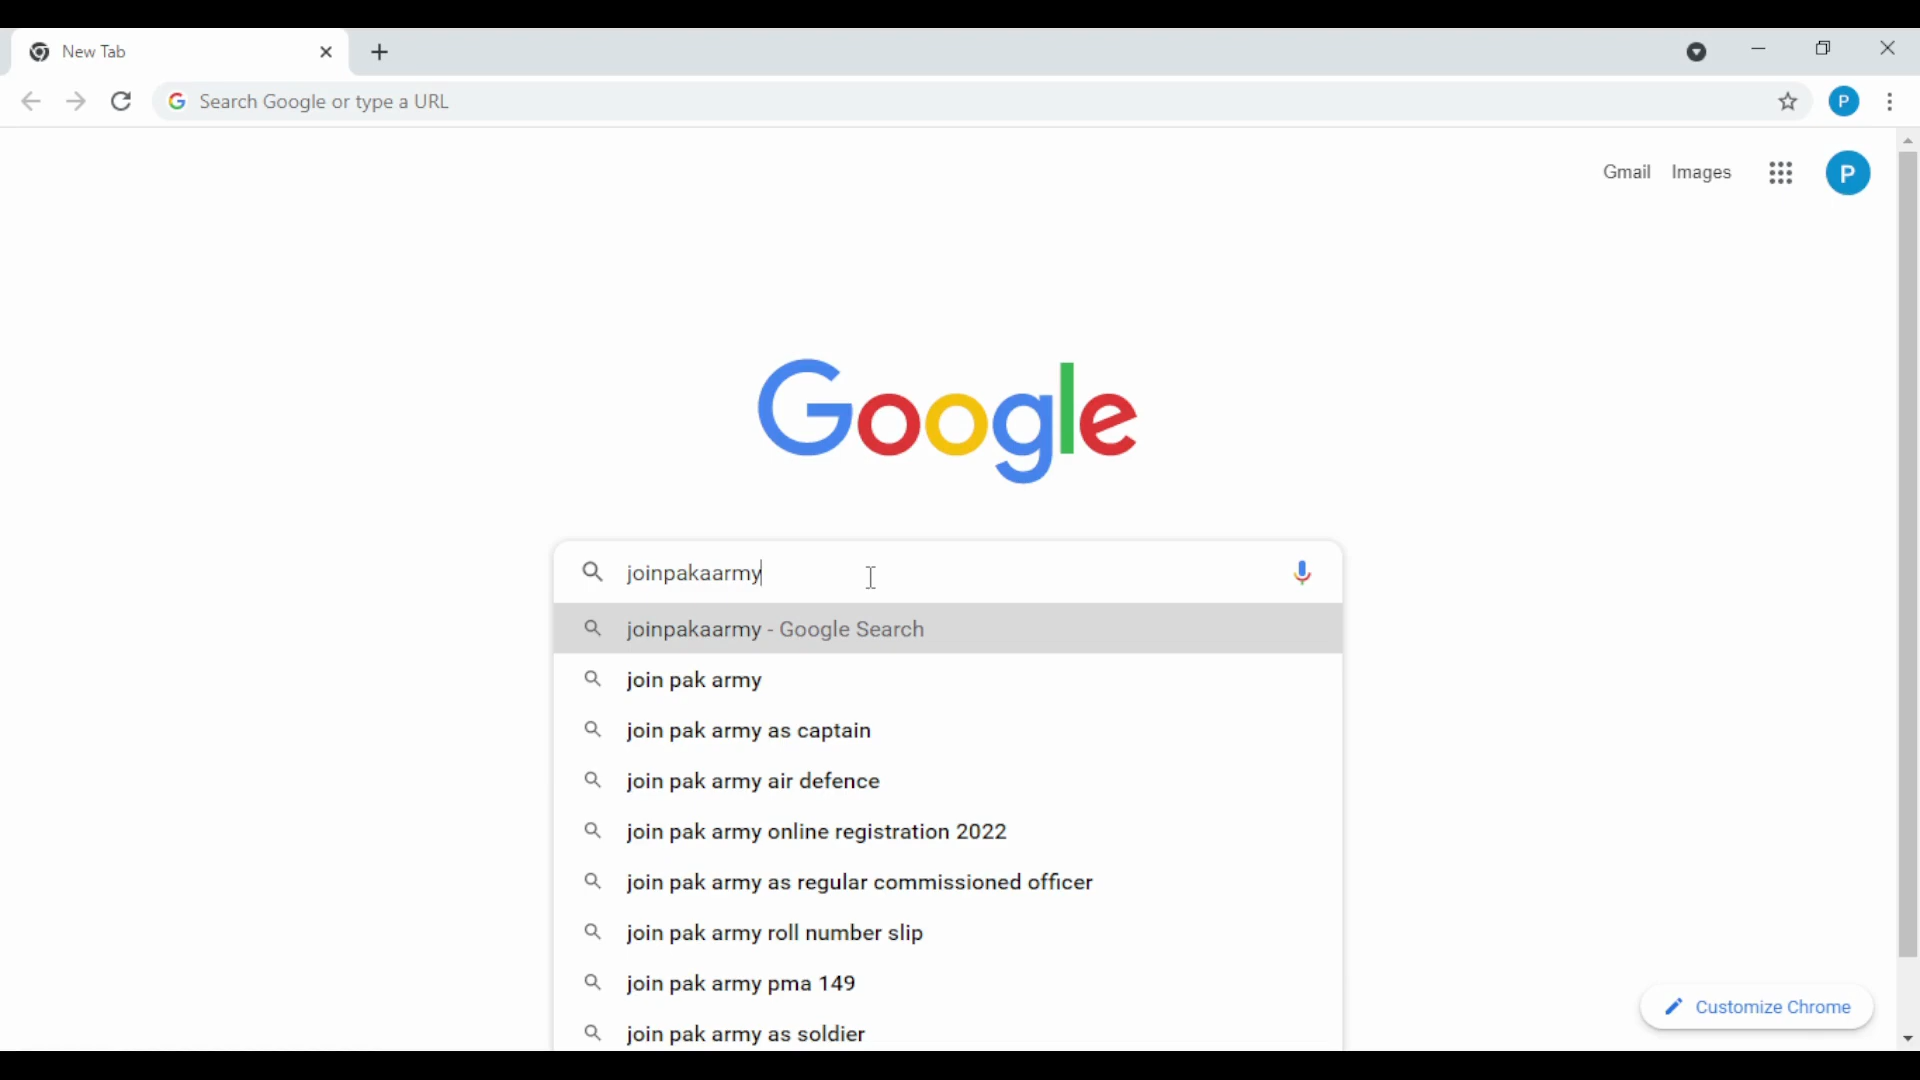 New Tab
Search Google or type a URL
P
Gmail Images
P
Google
joinpakaarmy
joinpakaarmy - Google Search
join pak army
join pak army as captain
join pak army air defence
join pak army online registration 2022
join pak army as regular commissioned officer
join pak army roll number slip
join pak army pma 149
join pak army as soldier
Customize Chrome